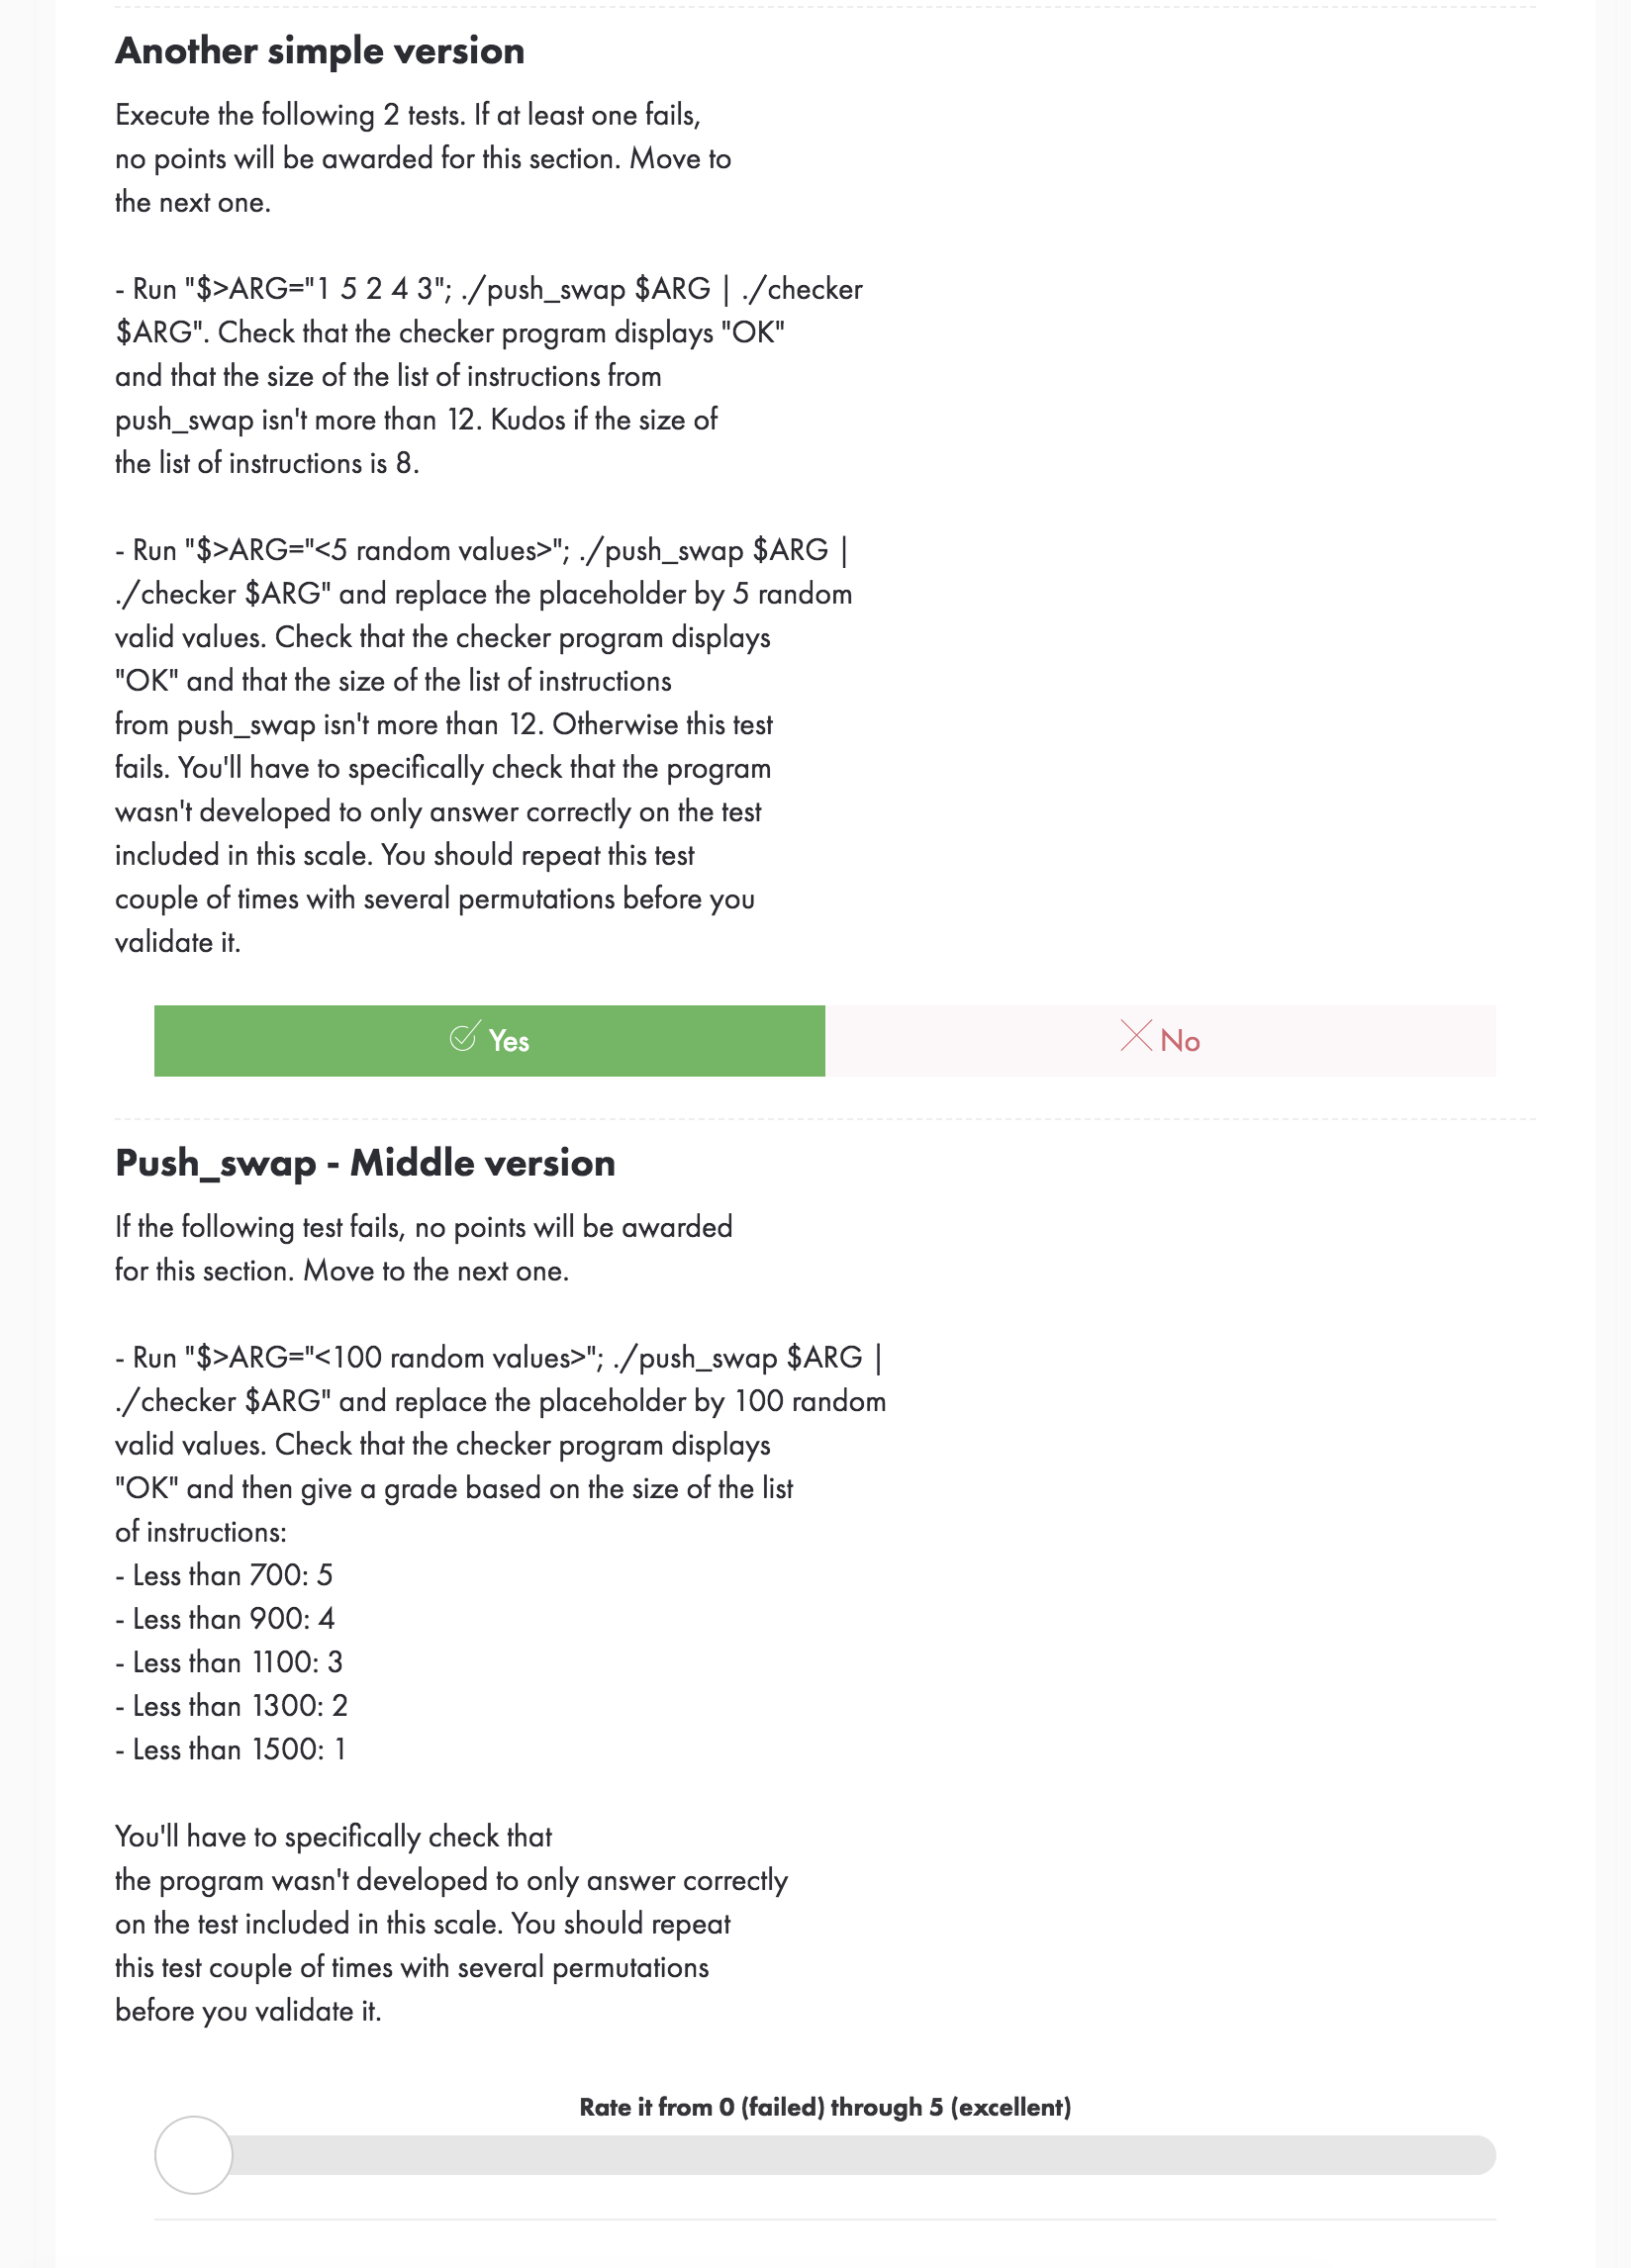 Another simple version
Execute the following 2 tests. If at least one fails,
no points will be awarded for this section. Move to
the next one.
- Run "$>ARG="1 5 2 4 3"; ./push_swap $ARG | ./checker
$ARG". Check that the checker program displays "OK"
and that the size of the list of instructions from
push_swap isn't more than 12. Kudos if the size of
the list of instructions is 8.
- Run "$>ARG="<5 random values>"; ./push_swap $ARG |
./checker $ARG" and replace the placeholder by 5 random
valid values. Check that the checker program displays
"OK" and that the size of the list of instructions
from push_swap isn't more than 12. Otherwise this test
fails. You'll have to specifically check that the program
wasn't developed to only answer correctly on the test
included in this scale. You should repeat this test
couple of times with several permutations before you
validate it.
Yes
No
Push_swap - Middle version
If the following test fails, no points will be awarded
for this section. Move to the next one.
- Run "$>ARG="<100 random values>"; ./push_swap $ARG |
./checker $ARG" and replace the placeholder by 100 random
valid values. Check that the checker program displays
"OK" and then give a grade based on the size of the list
of instructions:
- Less than 700: 5
- Less than 900: 4
- Less than 1100: 3
- Less than 1300: 2
- Less than 1500: 1
You'll have to specifically check that
the program wasn't developed to only answer correctly
on the test included in this scale. You should repeat
this test couple of times with several permutations
before you validate it.
Rate it from 0 (failed) through 5 (excellent)